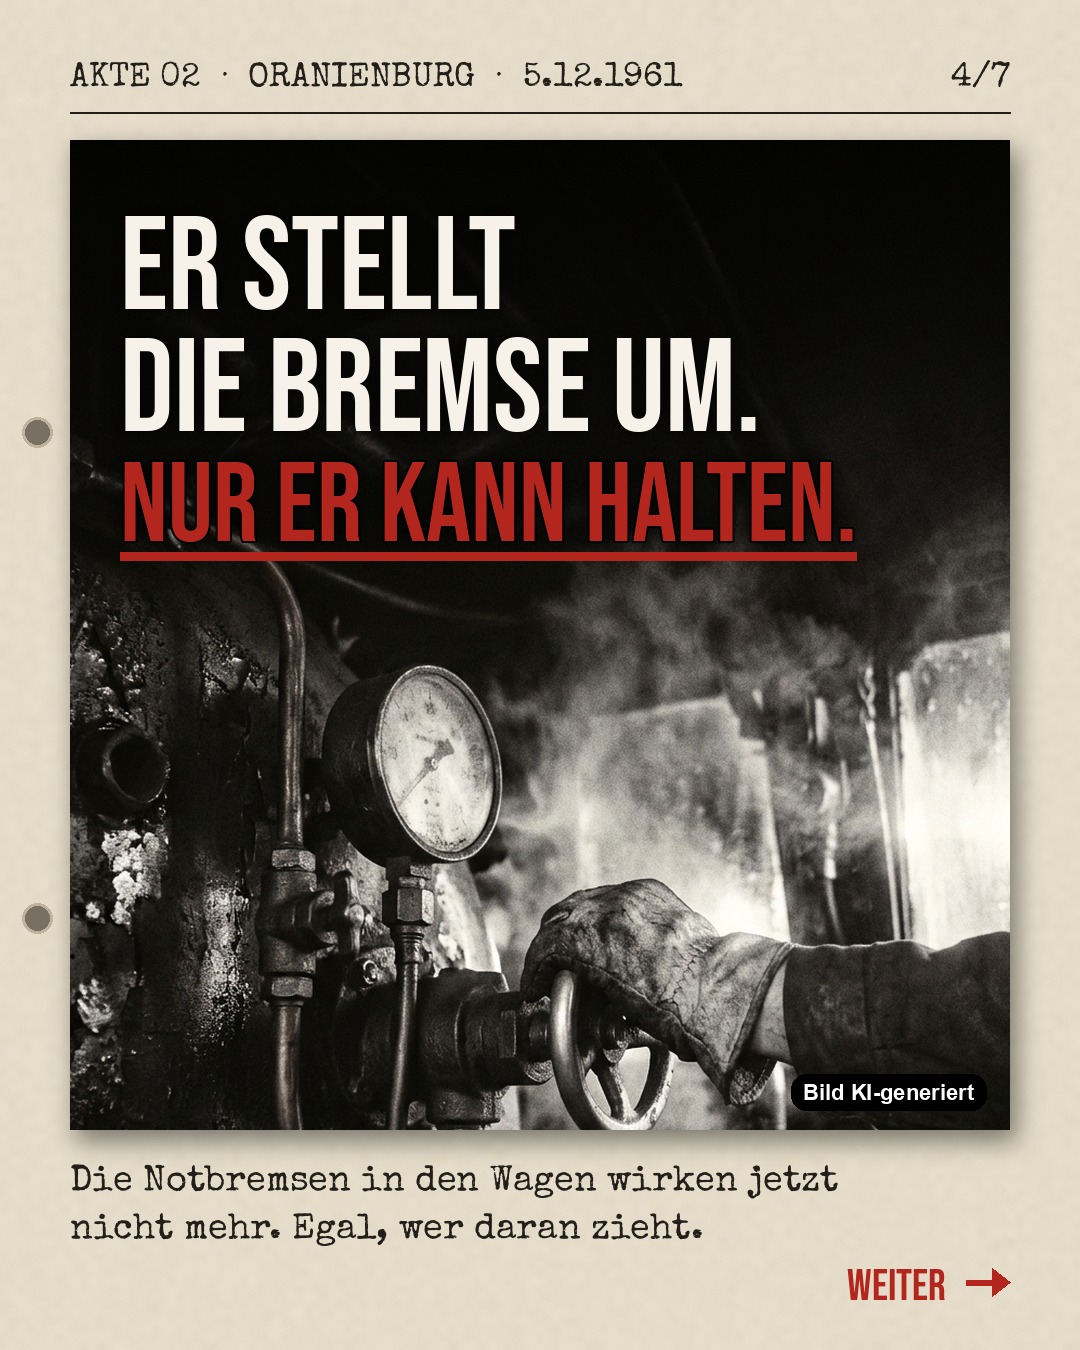 AKTE 02 · ORANIENBURG · 5.12.1961
4/7
ER STELLT
DIE BREMSE UM.
NUR ER KANN HALTEN.
Bild KI-generiert
Die Notbremsen in den Wagen wirken jetzt
nicht mehr. Egal, wer daran zieht.
WEITER →